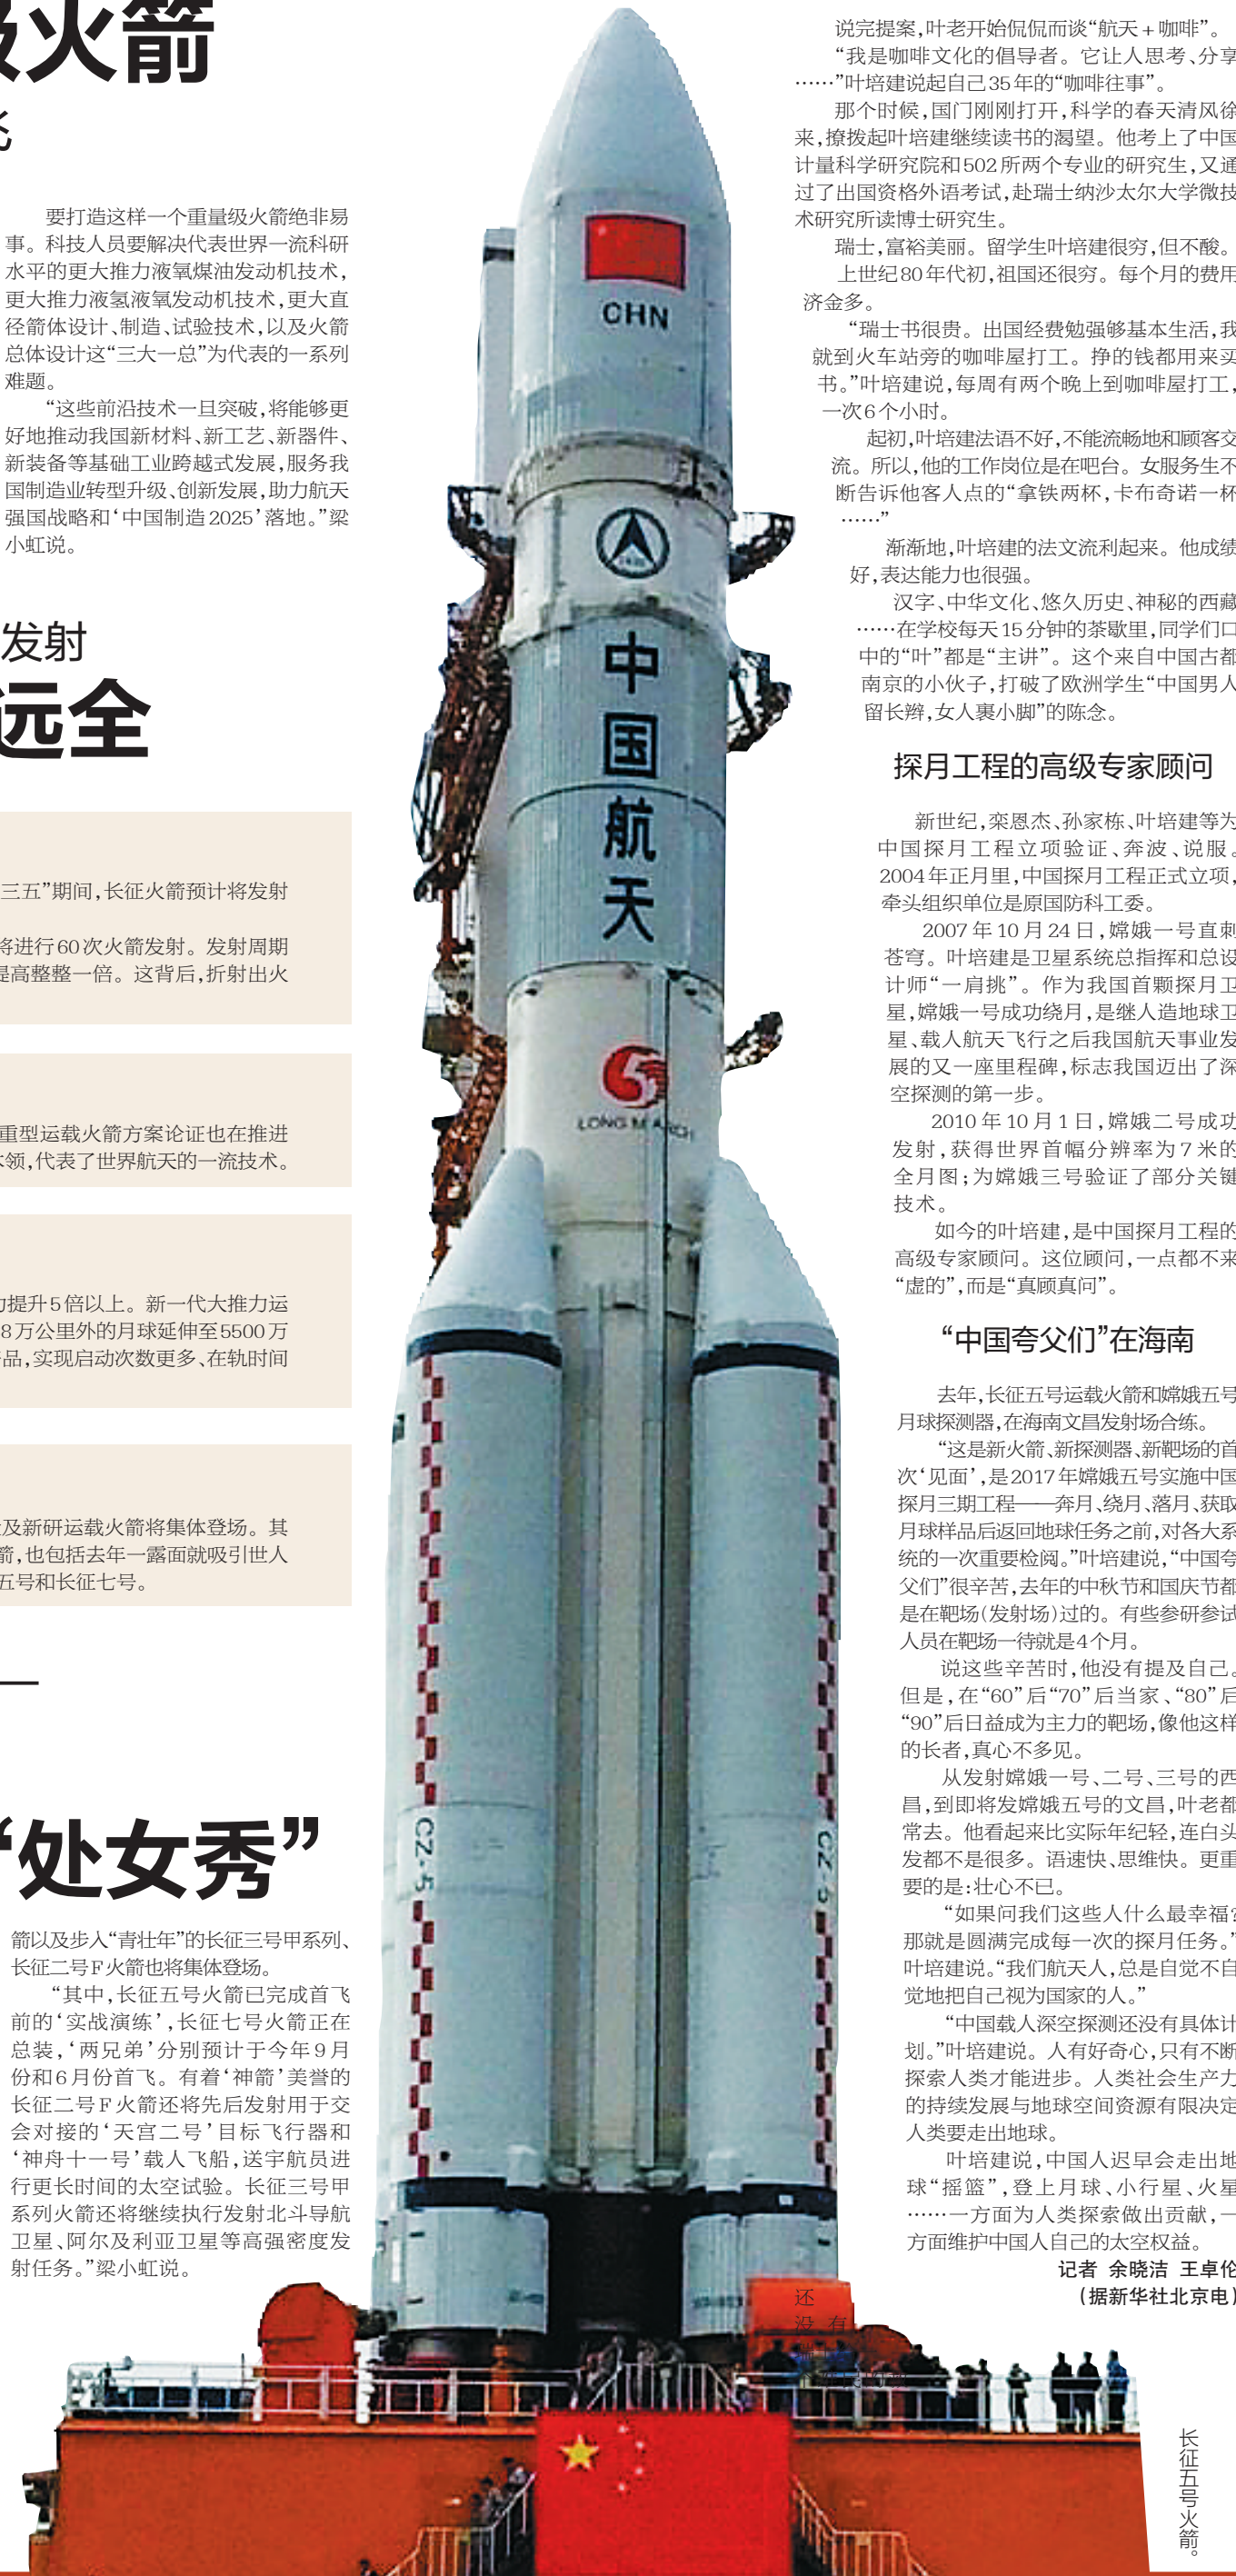 级火箭
飞
要打造这样一个重量级火箭绝非易
事。科技人员要解决代表世界一流科研
水平的更大推力液氧煤油发动机技术,
更大推力液氢液氧发动机技术,更大直
径箭体设计、制造、试验技术,以及火箭
总体设计这“三大一总”为代表的一系列
难题。
“这些前沿技术一旦突破,将能够更
好地推动我国新材料、新工艺、新器件、
新装备等基础工业跨越式发展,服务我
国制造业转型升级、创新发展,助力航天
强国战略和‘中国制造2025’落地。”梁
小虹说。
发射
远全
三五”期间,长征火箭预计将发射
将进行60次火箭发射。发射周期
提高整整一倍。这背后,折射出火
重型运载火箭方案论证也在推进
本领,代表了世界航天的一流技术。
力提升5倍以上。新一代大推力运
8万公里外的月球延伸至5500万
品,实现启动次数更多、在轨时间
及新研运载火箭将集体登场。其
箭,也包括去年一露面就吸引世人
五号和长征七号。
“处女秀”
箭以及步入“青壮年”的长征三号甲系列、
长征二号F火箭也将集体登场。
“其中,长征五号火箭已完成首飞
前的‘实战演练’,长征七号火箭正在
总装,‘两兄弟’分别预计于今年9月
份和6月份首飞。有着‘神箭’美誉的
长征二号F火箭还将先后发射用于交
会对接的‘天宫二号’目标飞行器和
‘神舟十一号’载人飞船,送宇航员进
行更长时间的太空试验。长征三号甲
系列火箭还将继续执行发射北斗导航
卫星、阿尔及利亚卫星等高强密度发
射任务。”梁小虹说。
CHN
中国航天
LONG MARCH
CZ-5
CZ-5
说完提案,叶老开始侃侃而谈“航天+咖啡”。
“我是咖啡文化的倡导者。它让人思考、分享
……”叶培建说起自己35年的“咖啡往事”。
那个时候,国门刚刚打开,科学的春天清风徐
来,撩拨起叶培建继续读书的渴望。他考上了中国
计量科学研究院和502所两个专业的研究生,又通
过了出国资格外语考试,赴瑞士纳沙太尔大学微技
术研究所读博士研究生。
瑞士,富裕美丽。留学生叶培建很穷,但不酸。
上世纪80年代初,祖国还很穷。每个月的费用
济金多。
“瑞士书很贵。出国经费勉强够基本生活,我
就到火车站旁的咖啡屋打工。挣的钱都用来买
书。”叶培建说,每周有两个晚上到咖啡屋打工,
一次6个小时。
起初,叶培建法语不好,不能流畅地和顾客交
流。所以,他的工作岗位是在吧台。女服务生不
断告诉他客人点的“拿铁两杯,卡布奇诺一杯
……”
渐渐地,叶培建的法文流利起来。他成绩
好,表达能力也很强。
汉字、中华文化、悠久历史、神秘的西藏
……在学校每天15分钟的茶歇里,同学们口
中的“叶”都是“主讲”。这个来自中国古都
南京的小伙子,打破了欧洲学生“中国男人
留长辫,女人裹小脚”的陈念。
探月工程的高级专家顾问
新世纪,栾恩杰、孙家栋、叶培建等为
中国探月工程立项验证、奔波、说服。
2004年正月里,中国探月工程正式立项,
牵头组织单位是原国防科工委。
2007年10月24日,嫦娥一号直刺
苍穹。叶培建是卫星系统总指挥和总设
计师“一肩挑”。作为我国首颗探月卫
星,嫦娥一号成功绕月,是继人造地球卫
星、载人航天飞行之后我国航天事业发
展的又一座里程碑,标志我国迈出了深
空探测的第一步。
2010年10月1日,嫦娥二号成功
发射,获得世界首幅分辨率为7米的
全月图;为嫦娥三号验证了部分关键
技术。
如今的叶培建,是中国探月工程的
高级专家顾问。这位顾问,一点都不来
“虚的”,而是“真顾真问”。
“中国夸父们”在海南
去年,长征五号运载火箭和嫦娥五号
月球探测器,在海南文昌发射场合练。
“这是新火箭、新探测器、新靶场的首
次‘见面’,是2017年嫦娥五号实施中国
探月三期工程——奔月、绕月、落月、获取
月球样品后返回地球任务之前,对各大系
统的一次重要检阅。”叶培建说,“中国夸
父们”很辛苦,去年的中秋节和国庆节都
是在靶场(发射场)过的。有些参研参试
人员在靶场一待就是4个月。
说这些辛苦时,他没有提及自己。
但是,在“60”后“70”后当家、“80”后
“90”后日益成为主力的靶场,像他这样
的长者,真心不多见。
从发射嫦娥一号、二号、三号的西
昌,到即将发嫦娥五号的文昌,叶老都
常去。他看起来比实际年纪轻,连白头
发都不是很多。语速快、思维快。更重
要的是:壮心不已。
“如果问我们这些人什么最幸福?
那就是圆满完成每一次的探月任务。”
叶培建说。“我们航天人,总是自觉不自
觉地把自己视为国家的人。”
“中国载人深空探测还没有具体计
划。”叶培建说。人有好奇心,只有不断
探索人类才能进步。人类社会生产力
的持续发展与地球空间资源有限决定
人类要走出地球。
叶培建说,中国人迟早会走出地
球“摇篮”,登上月球、小行星、火星
……一方面为人类探索做出贡献,一
方面维护中国人自己的太空权益。
记者 余晓洁 王卓伦
(据新华社北京电)
还
没 有
长征五号火箭。